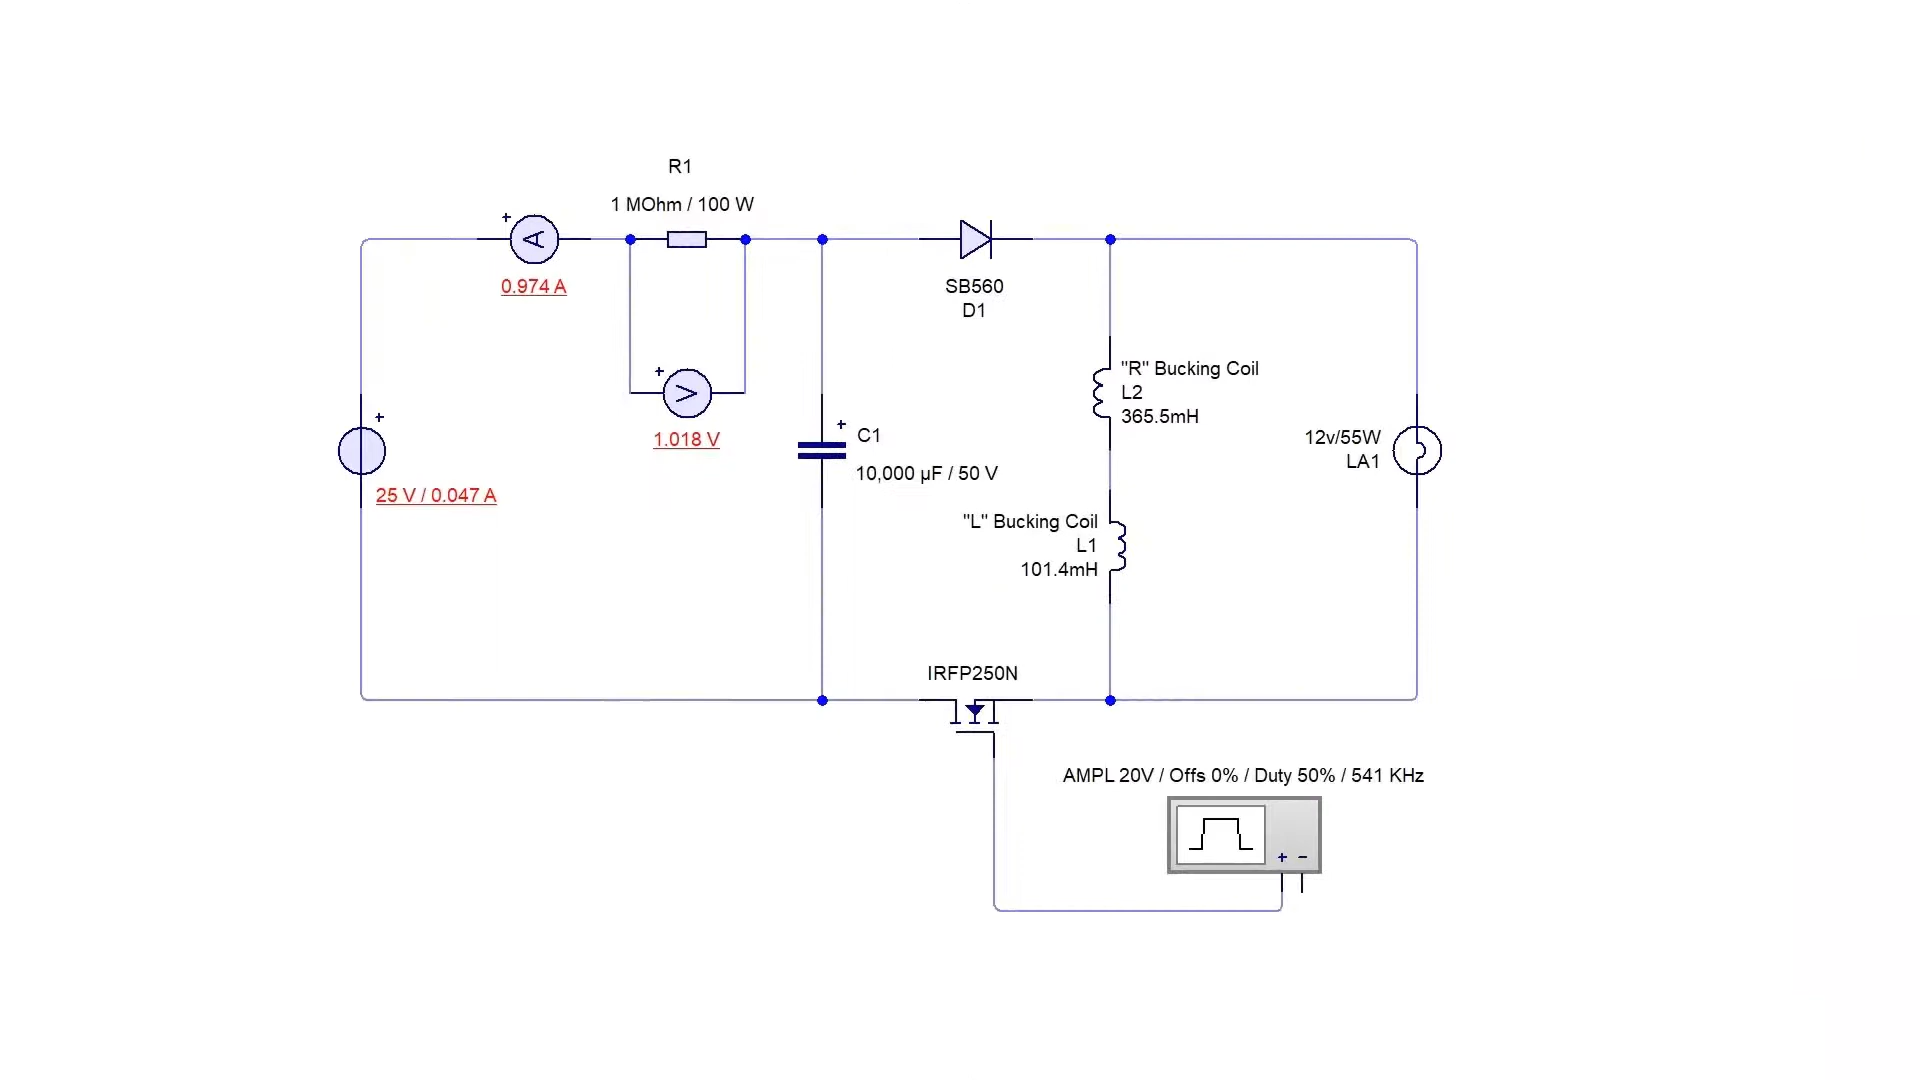 R1
1 MOhm / 100 W
+
A
0.974 A
SB560
D1
+
V
1.018 V
"R" Bucking Coil
L2
365.5mH
+
25 V / 0.047 A
+
C1
10,000 µF / 50 V
12v/55W
LA1
"L" Bucking Coil
L1
101.4mH
IRFP250N
AMPL 20V / Offs 0% / Duty 50% / 541 KHz
+ −